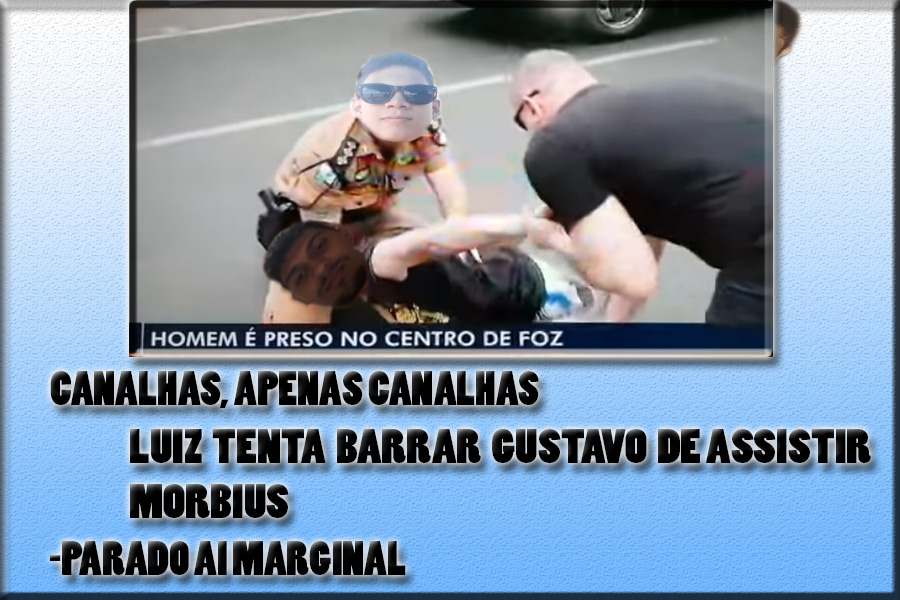 HOMEM É PRESO NO CENTRO DE FOZ
CANALHAS, APENAS CANALHAS
LUIZ TENTA BARRAR GUSTAVO DE ASSISTIR
MORBIUS
-PARADO AI MARGINAL